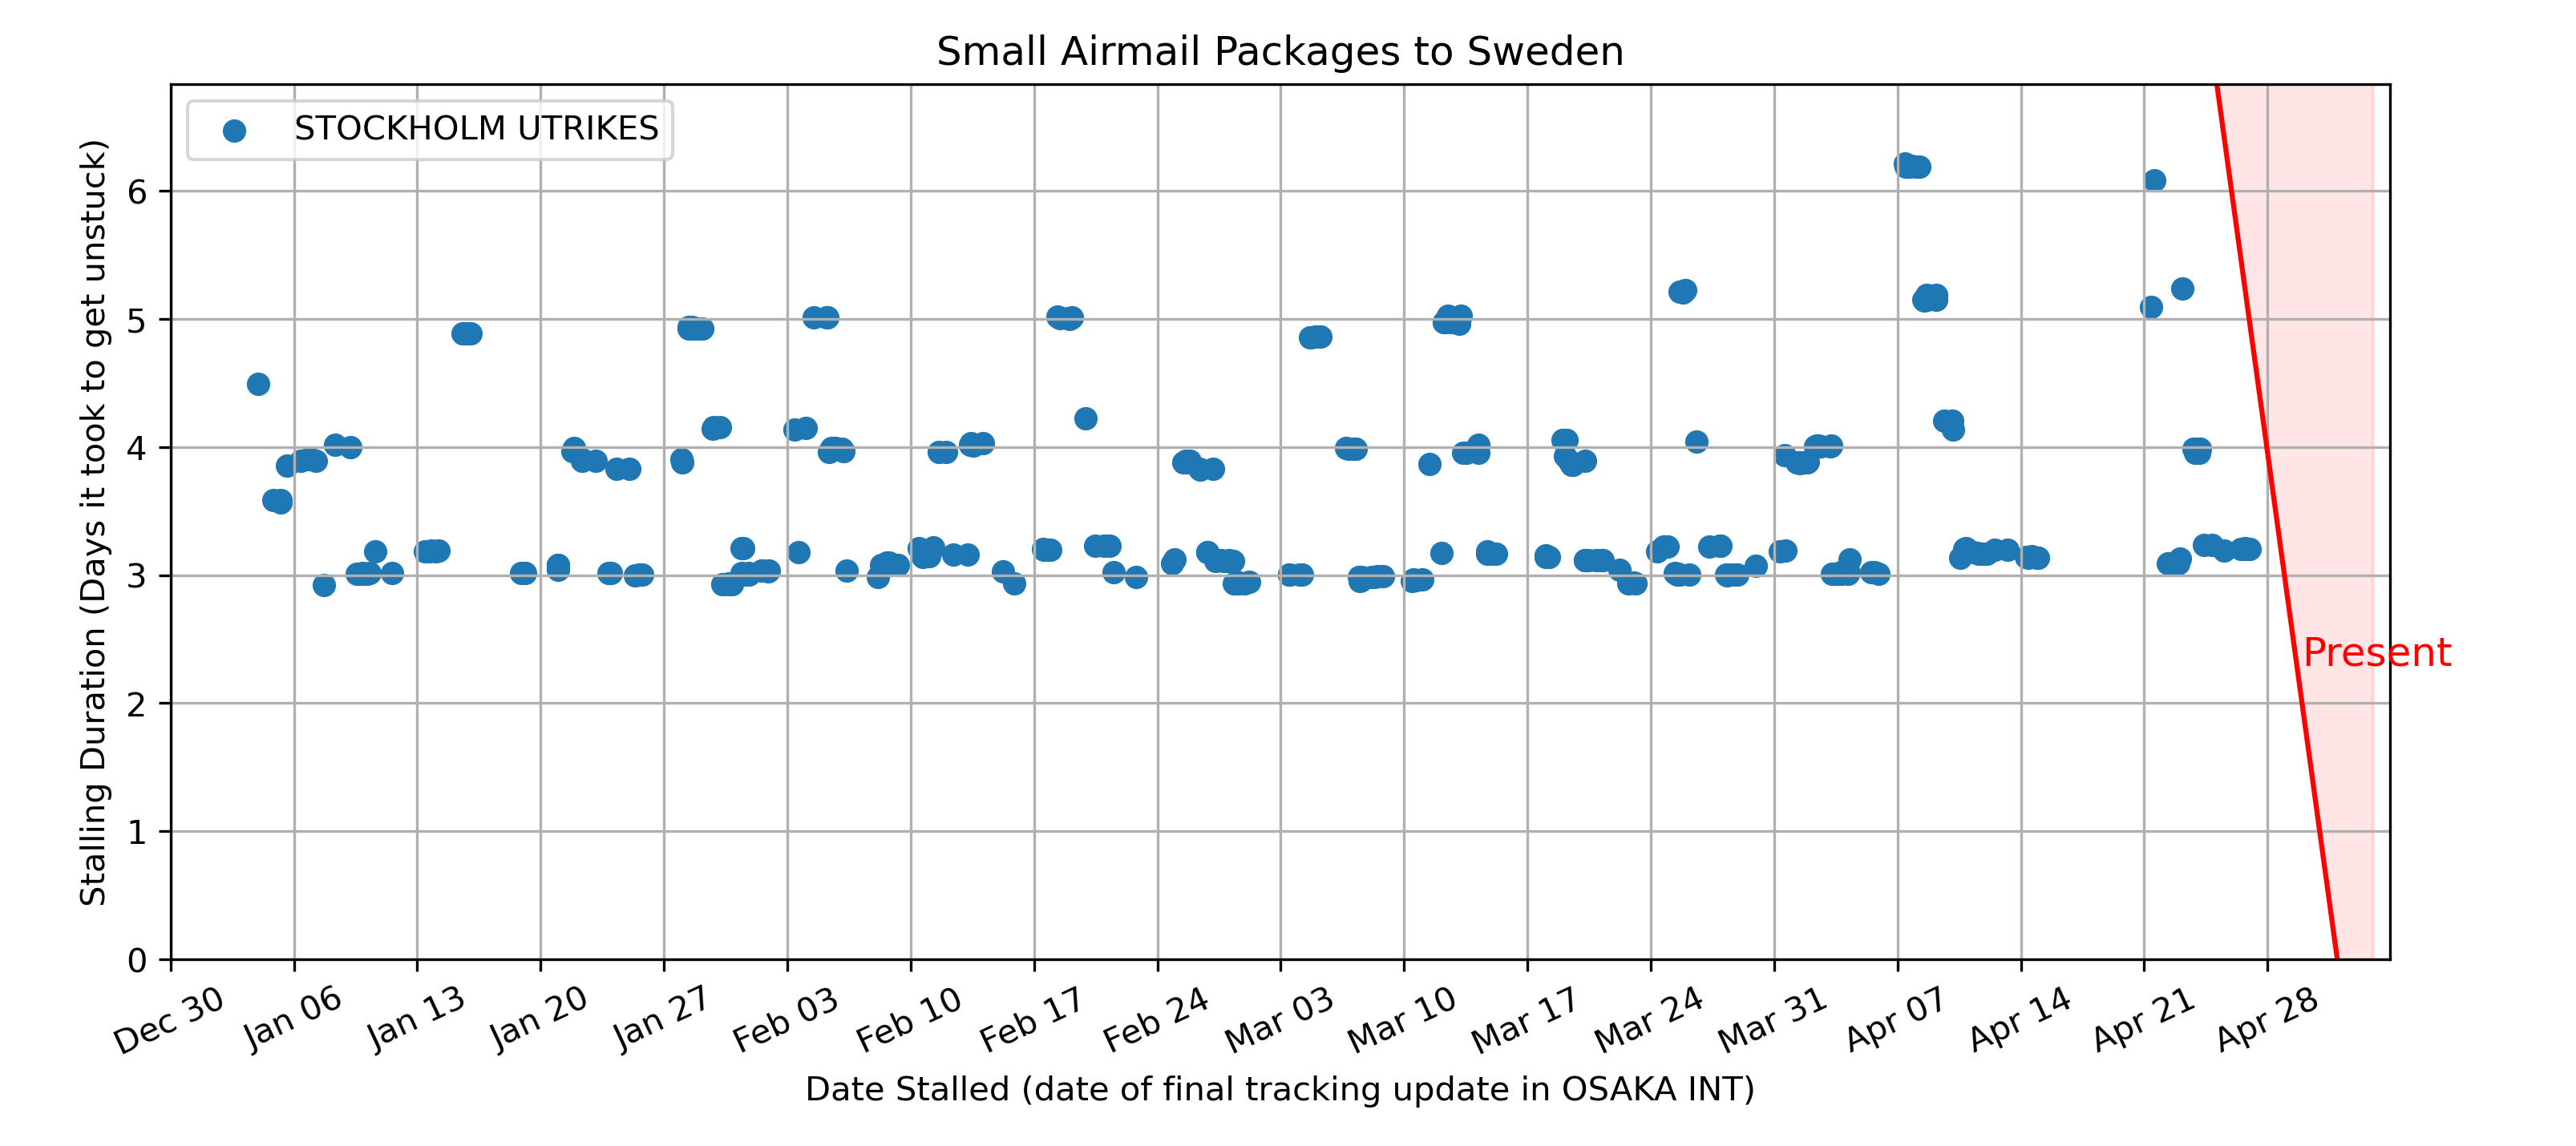 Small Airmail Packages to Sweden
STOCKHOLM UTRIKES
Stalling Duration (Days it took to get unstuck)
6
5
4
3
2
1
0
Present
Dec 30
Jan 06
Jan 13
Jan 20
Jan 27
Feb 03
Feb 10
Feb 17
Feb 24
Mar 03
Mar 10
Mar 17
Mar 24
Mar 31
Apr 07
Apr 14
Apr 21
Apr 28
Date Stalled (date of final tracking update in OSAKA INT)